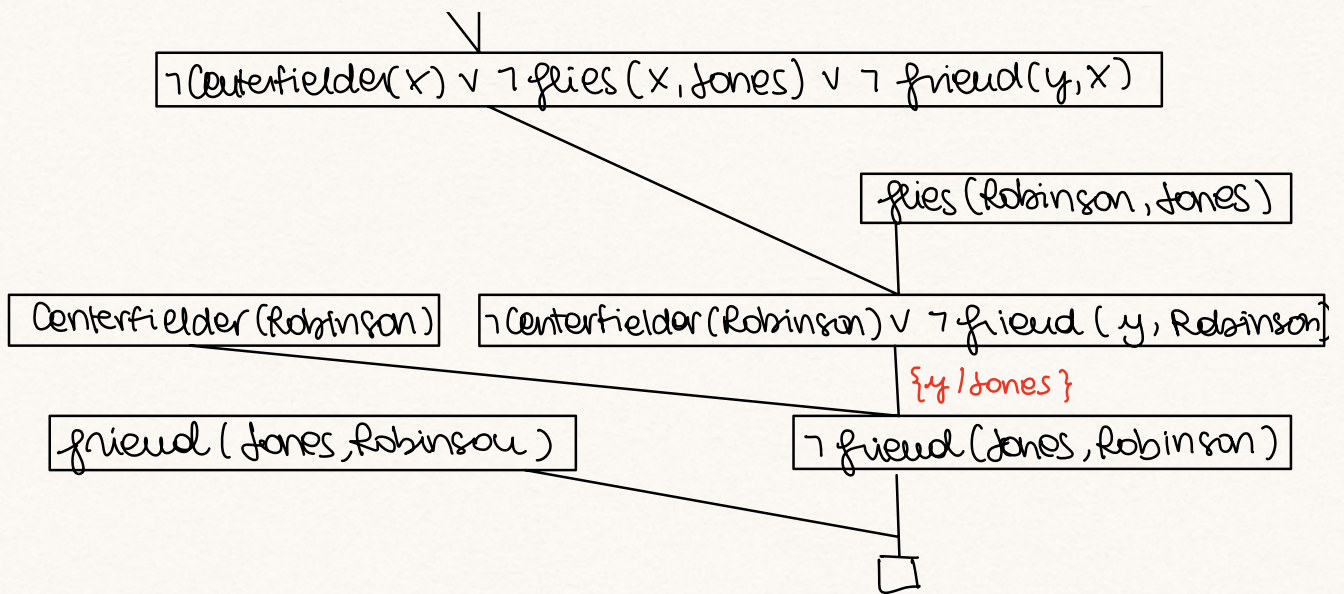 ¬Centerfielder(x) ∨ ¬flies(x, Jones) ∨ ¬friend(y, x)
flies(Robinson, Jones)
Centerfielder(Robinson)
¬Centerfielder(Robinson) ∨ ¬friend(y, Robinson)
{y/Jones}
friend(Jones, Robinson)
¬friend(Jones, Robinson)